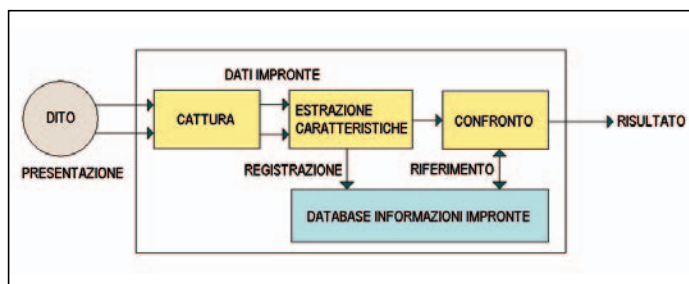 DATI IMPRONTE
DITO
CATTURA
ESTRAZIONE
CARATTERISTICHE
CONFRONTO
RISULTATO
PRESENTAZIONE
REGISTRAZIONE
RIFERIMENTO
DATABASE INFORMAZIONI IMPRONTE